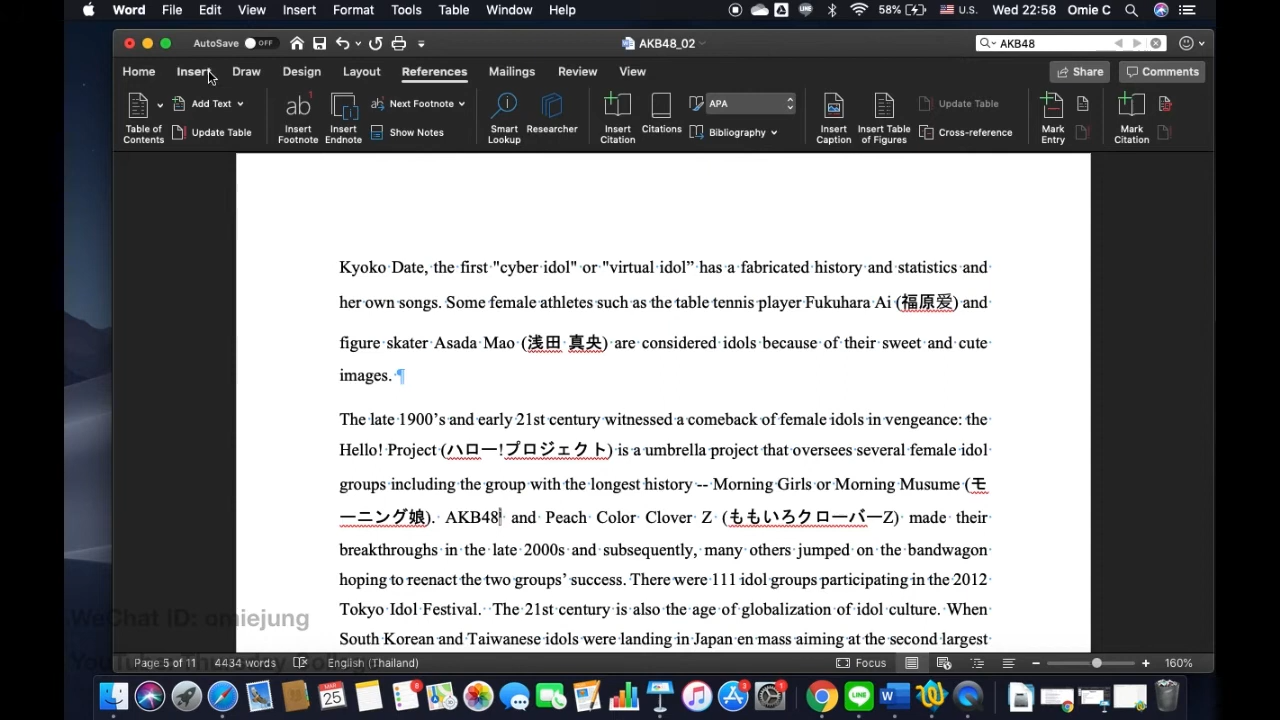 Word File Edit View Insert Format Tools Table Window Help 58% U.S. Wed 22:58 Omie C
AutoSave OFF AKB48_02 AKB48
Home Insert Draw Design Layout References Mailings Review View Share Comments
Table of Contents Add Text Update Table Insert Footnote Insert Endnote Next Footnote Show Notes Smart Lookup Researcher Insert Citation Citations APA Bibliography Insert Caption Insert Table of Figures Update Table Cross-reference Mark Entry Mark Citation
Kyoko Date, the first "cyber idol" or "virtual idol” has a fabricated history and statistics and
her own songs. Some female athletes such as the table tennis player Fukuhara Ai (福原爱) and
figure skater Asada Mao (浅田 真央) are considered idols because of their sweet and cute
images. ¶
The late 1900’s and early 21st century witnessed a comeback of female idols in vengeance: the
Hello! Project (ハロー!プロジェクト) is a umbrella project that oversees several female idol
groups including the group with the longest history -- Morning Girls or Morning Musume (モ
ーニング娘). AKB48 and Peach Color Clover Z (ももいろクローバーZ) made their
breakthroughs in the late 2000s and subsequently, many others jumped on the bandwagon
hoping to reenact the two groups’ success. There were 111 idol groups participating in the 2012
Tokyo Idol Festival. The 21st century is also the age of globalization of idol culture. When
WeChat ID: omiejung
South Korean and Taiwanese idols were landing in Japan en mass aiming at the second largest
Page 5 of 11 4434 words English (Thailand) Focus 160%